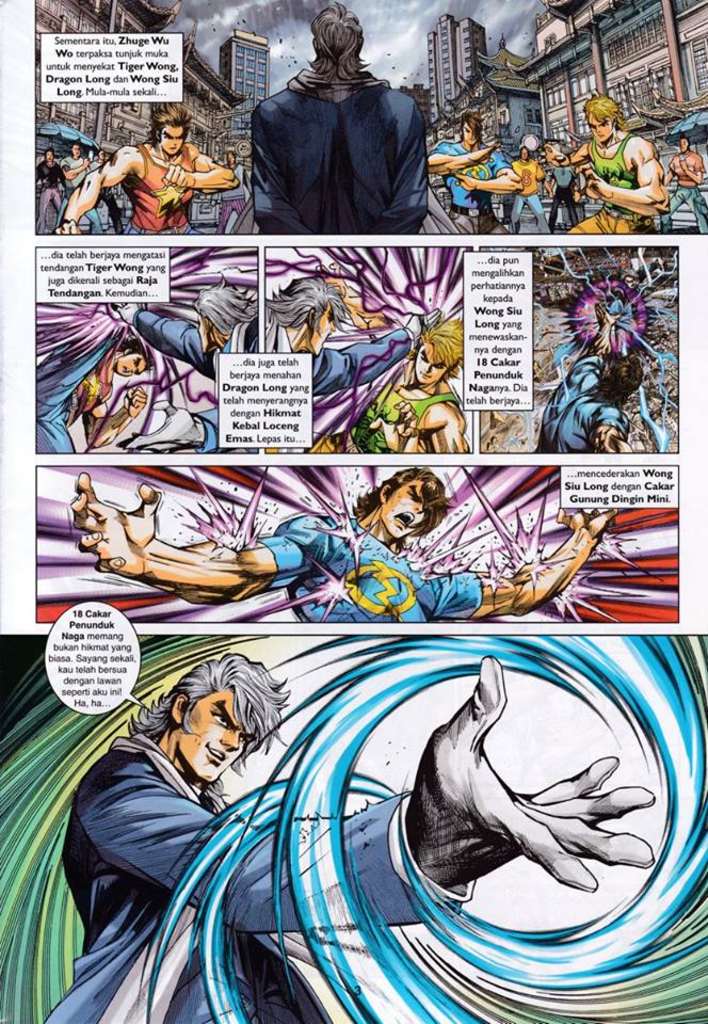 Sementara itu, Zhuge Wu
Wo terpaksa tunjuk muka
untuk menyekat Tiger Wong,
Dragon Long dan Wong Siu
Long. Mula-mula sekali…
…dia telah berjaya mengatasi
tendangan Tiger Wong yang
juga dikenali sebagai Raja
Tendangan. Kemudian…
…dia juga telah
berjaya menahan
Dragon Long yang
telah menyerangnya
dengan Hikmat
Kebal Loceng
Emas. Lepas itu…
…dia pun
mengalihkan
perhatiannya
kepada
Wong Siu
Long yang
menewaskan-
nya dengan
18 Cakar
Penunduk
Naganya. Dia
berjaya…
…mencederakan Wong
Siu Long dengan Cakar
Gunung Dingin Mini.
18 Cakar
Penunduk
Naga memang
bukan hikmat yang
biasa. Sayang sekali,
kau telah bersua
dengan lawan
seperti aku ini!
Ha, ha…
3